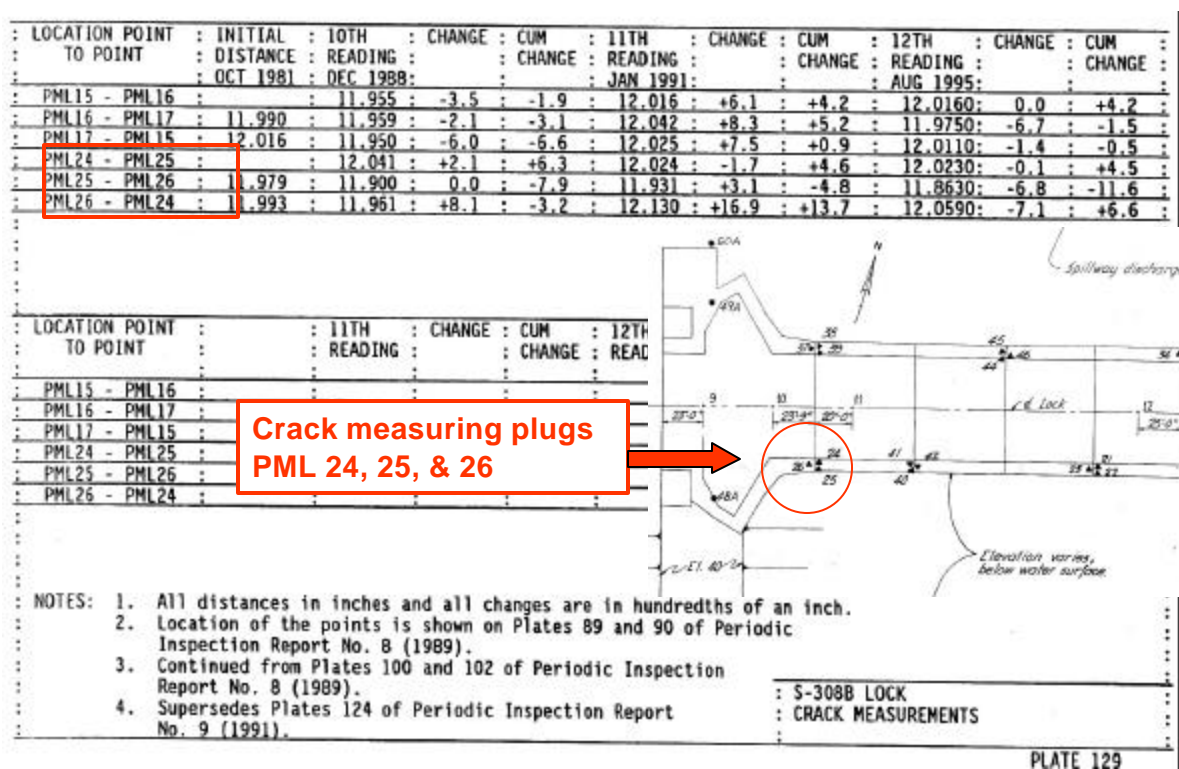 : LOCATION POINT : INITIAL : 10TH : CHANGE : CUM : 11TH : CHANGE : CUM : 12TH : CHANGE : CUM :
: TO POINT : DISTANCE : READING : : CHANGE : READING : : CHANGE : READING : : CHANGE :
: OCT 1981 : DEC 1988: : : JAN 1991: : : AUG 1995: : :
: PML15 - PML16 : : 11.955 : -3.5 : -1.9 : 12.016 : +6.1 : +4.2 : 12.0160: 0.0 : +4.2 :
: PML16 - PML17 : 11.990 : 11.959 : -2.1 : -3.1 : 12.042 : +8.3 : +5.2 : 11.9750: -6.7 : -1.5 :
: PML17 - PML15 : 12.016 : 11.950 : -6.0 : -6.6 : 12.025 : +7.5 : +0.9 : 12.0110: -1.4 : -0.5 :
: PML24 - PML25 : : 12.041 : +2.1 : +6.3 : 12.024 : -1.7 : +4.6 : 12.0230: -0.1 : +4.5 :
: PML25 - PML26 : 11.979 : 11.900 : 0.0 : -7.9 : 11.931 : +3.1 : -4.8 : 11.8630: -6.8 : -11.6 :
: PML26 - PML24 : 11.993 : 11.961 : +8.1 : -3.2 : 12.130 : +16.9 : +13.7 : 12.0590: -7.1 : +6.6 :
: LOCATION POINT : : 11TH : CHANGE : CUM : 12TH
: TO POINT : : READING : : CHANGE : READ
: PML15 - PML16 :
: PML16 - PML17 :
: PML17 - PML15 :
: PML24 - PML25 :
: PML25 - PML26 :
: PML26 - PML24 :
Crack measuring plugs
PML 24, 25, & 26
N
Spillway discharg
49A
38
39
45
46
44
36
9
10
11
12
23'-0"
25'-0"
₵ Lock
24
26
25
41
42
40
21
23
22
48A
El. 40
Elevation varies,
below water surface.
: NOTES: 1. All distances in inches and all changes are in hundredths of an inch.
2. Location of the points is shown on Plates 89 and 90 of Periodic
Inspection Report No. 8 (1989).
3. Continued from Plates 100 and 102 of Periodic Inspection
Report No. 8 (1989).
4. Supersedes Plates 124 of Periodic Inspection Report
No. 9 (1991).
: S-308B LOCK
: CRACK MEASUREMENTS
PLATE 129